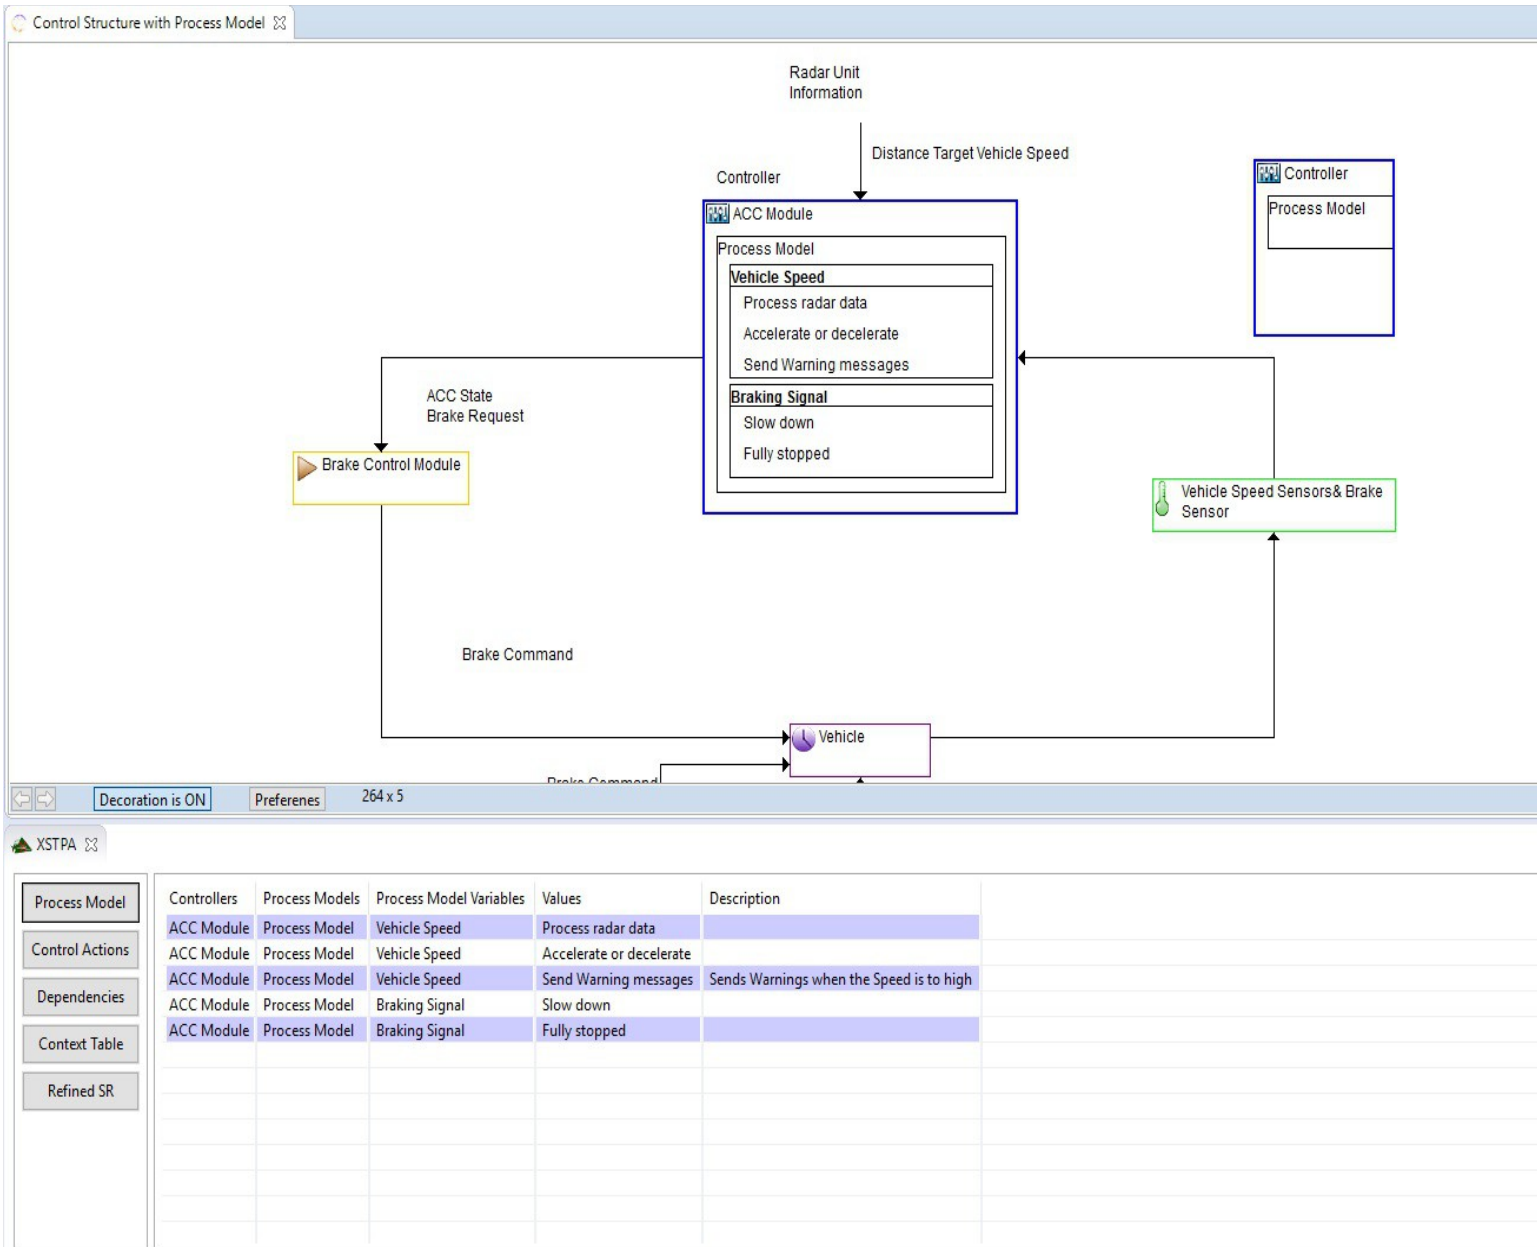 Control Structure with Process Model
Radar Unit
Information
Distance Target Vehicle Speed
Controller
Controller
Process Model
ACC Module
Process Model
Vehicle Speed
Process radar data
Accelerate or decelerate
Send Warning messages
Braking Signal
Slow down
Fully stopped
ACC State
Brake Request
Brake Control Module
Vehicle Speed Sensors& Brake
Sensor
Brake Command
Vehicle
Brake Command
Decoration is ON Preferenes 264 x 5
XSTPA
Process Model
Control Actions
Dependencies
Context Table
Refined SR
Controllers Process Models Process Model Variables Values Description
ACC Module Process Model Vehicle Speed Process radar data
ACC Module Process Model Vehicle Speed Accelerate or decelerate
ACC Module Process Model Vehicle Speed Send Warning messages Sends Warnings when the Speed is to high
ACC Module Process Model Braking Signal Slow down
ACC Module Process Model Braking Signal Fully stopped